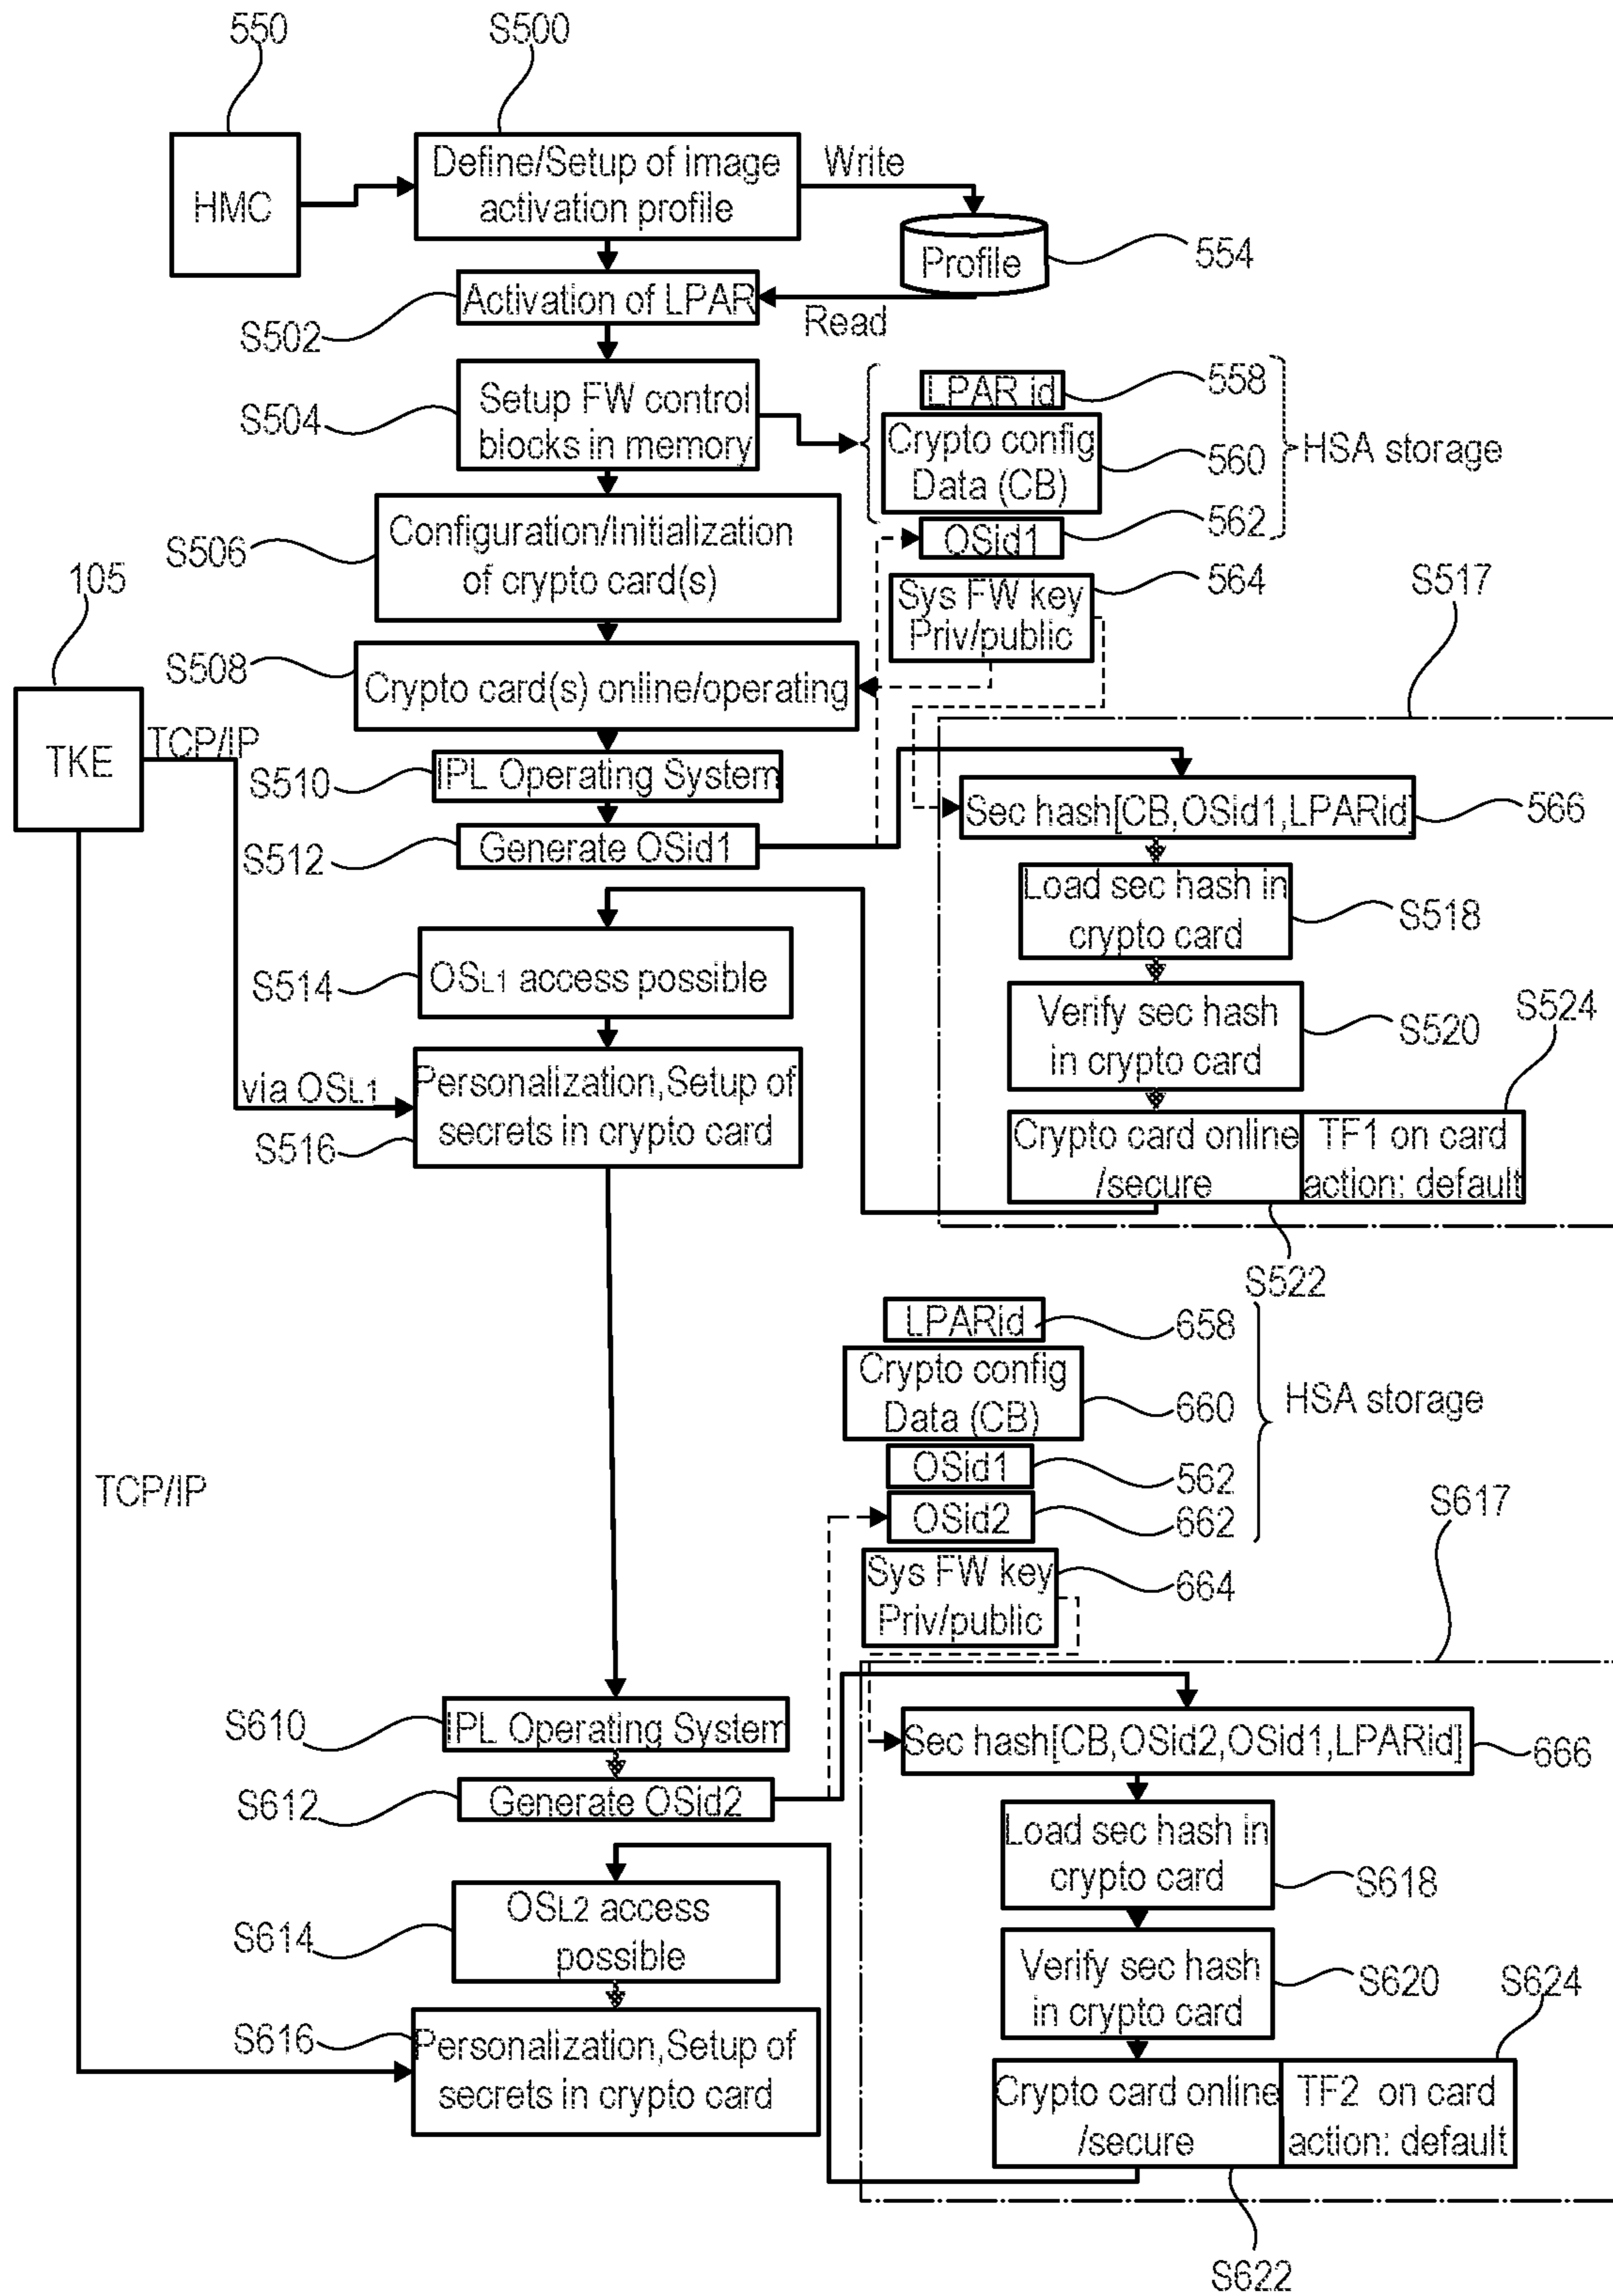 550
S500
HMC
Define/Setup of image
activation profile
Write
Profile
554
Activation of LPAR
Read
S502
Setup FW control
blocks in memory
S504
LPAR id
558
Crypto config
Data (CB)
560
HSA storage
OSid1
562
Configuration/Initialization
of crypto card(s)
S506
Sys FW key
Priv/public
564
S517
105
S508
Crypto card(s) online/operating
TKE
TCP/IP
IPL Operating System
S510
Generate OSid1
S512
Sec hash[CB,OSid1,LPARid]
566
Load sec hash in
crypto card
S518
OSL1 access possible
S514
Verify sec hash
in crypto card
S520
S524
via OSL1
Personalization,Setup of
secrets in crypto card
S516
Crypto card online
/secure
TF1 on card
action: default
S522
LPARid
658
Crypto config
Data (CB)
660
HSA storage
OSid1
562
OSid2
662
Sys FW key
Priv/public
664
S617
TCP/IP
IPL Operating System
S610
Generate OSid2
S612
Sec hash[CB,OSid2,OSid1,LPARid]
666
Load sec hash in
crypto card
S618
OSL2 access
possible
S614
Verify sec hash
in crypto card
S620
S624
Personalization,Setup of
secrets in crypto card
S616
Crypto card online
/secure
TF2 on card
action: default
S622